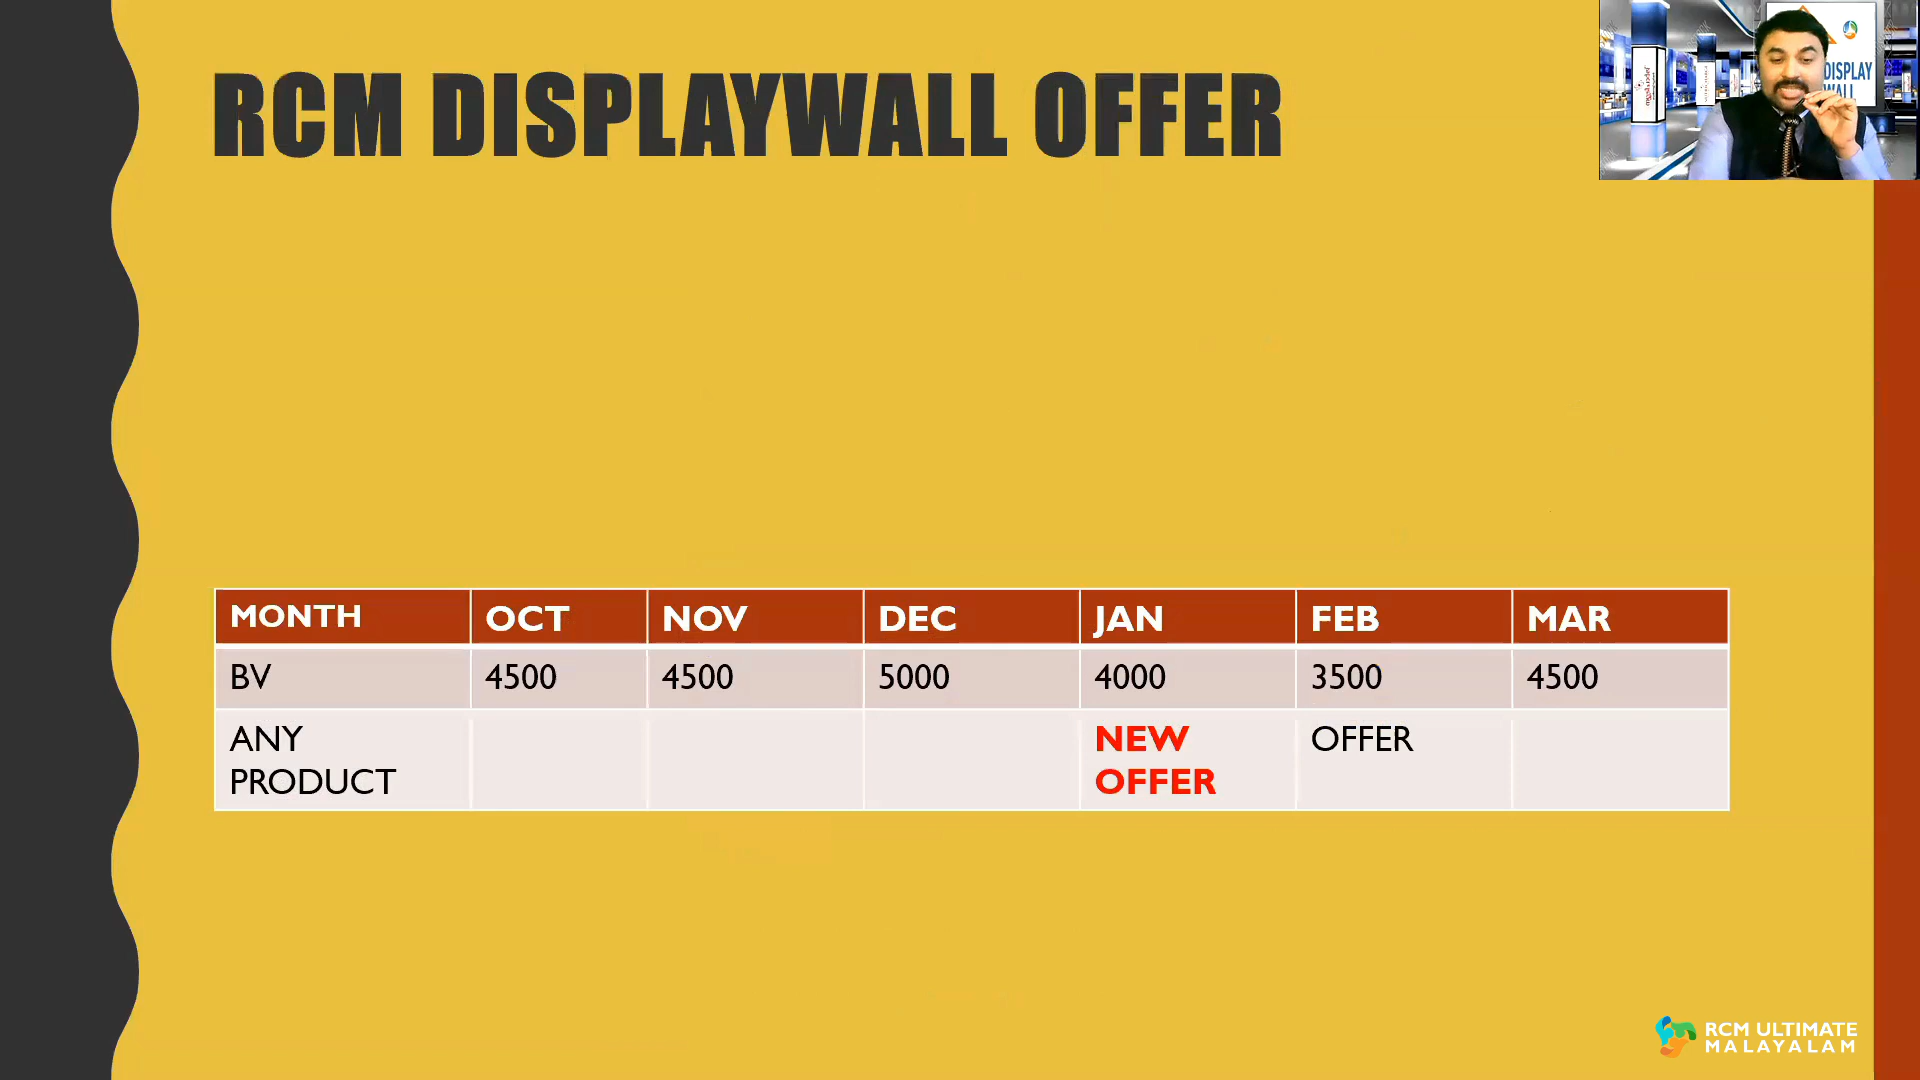 RCM DISPLAYWALL OFFER
DISPLAY
WALL
MONTH OCT NOV DEC JAN FEB MAR
BV 4500 4500 5000 4000 3500 4500
ANY PRODUCT NEW OFFER OFFER
RCM ULTIMATE
MALAYALAM